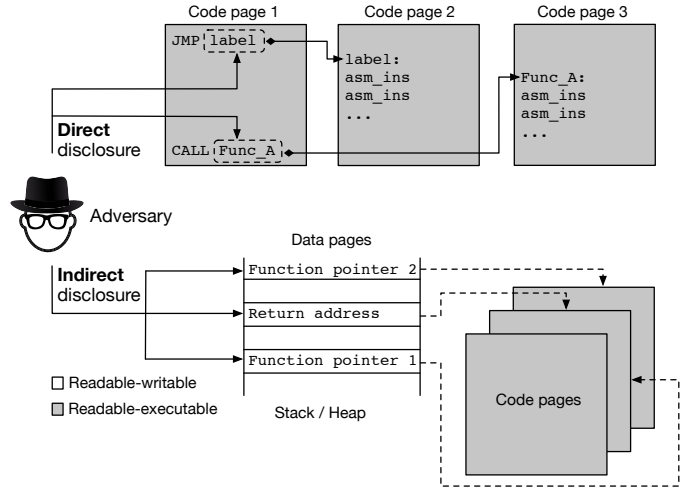 Code page 1
Code page 2
Code page 3
JMP label
label:
asm_ins
asm_ins
...
Func_A:
asm_ins
asm_ins
...
Direct
disclosure
CALL Func_A
Adversary
Data pages
Indirect
disclosure
Function pointer 2
Return address
Function pointer 1
Readable-writable
Readable-executable
Stack / Heap
Code pages